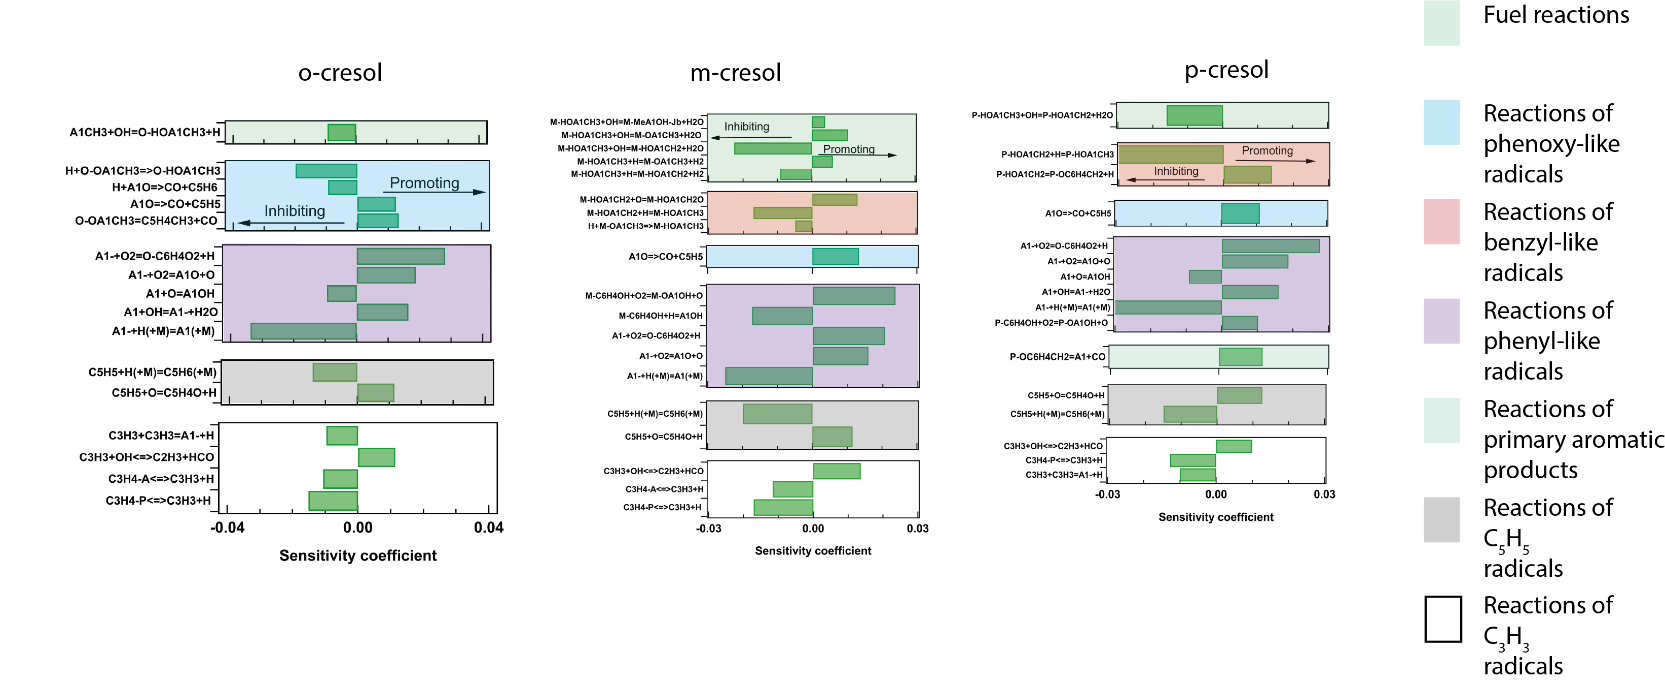 o-cresol
A1CH3+OH=O-HOA1CH3+H
H+O-OA1CH3=>O-HOA1CH3
H+A1O=>CO+C5H6
A1O=>CO+C5H5
O-OA1CH3=C5H4CH3+CO
Promoting
Inhibiting
A1-+O2=O-C6H4O2+H
A1-+O2=A1O+O
A1+O=A1OH
A1+OH=A1-+H2O
A1-+H(+M)=A1(+M)
C5H5+H(+M)=C5H6(+M)
C5H5+O=C5H4O+H
C3H3+C3H3=A1-+H
C3H3+OH<=>C2H3+HCO
C3H4-A<=>C3H3+H
C3H4-P<=>C3H3+H
-0.04 0.00 0.04
Sensitivity coefficient
m-cresol
M-HOA1CH3+OH=M-MeA1OH-Jb+H2O
M-HOA1CH3+OH=M-OA1CH3+H2O
M-HOA1CH3+OH=M-HOA1CH2+H2O
M-HOA1CH3+H=M-OA1CH3+H2
M-HOA1CH3+H=M-HOA1CH2+H2
Inhibiting
Promoting
M-HOA1CH2+O=M-HOA1CH2O
M-HOA1CH2+H=M-HOA1CH3
H+M-OA1CH3=>M-HOA1CH3
A1O=>CO+C5H5
M-C6H4OH+O2=M-OA1OH+O
M-C6H4OH+H=A1OH
A1-+O2=O-C6H4O2+H
A1-+O2=A1O+O
A1-+H(+M)=A1(+M)
C5H5+H(+M)=C5H6(+M)
C5H5+O=C5H4O+H
C3H3+OH<=>C2H3+HCO
C3H4-A<=>C3H3+H
C3H4-P<=>C3H3+H
-0.03 0.00 0.03
Sensitivity coefficient
p-cresol
P-HOA1CH3+OH=P-HOA1CH2+H2O
P-HOA1CH2+H=P-HOA1CH3
P-HOA1CH2=P-OC6H4CH2+H
Promoting
Inhibiting
A1O=>CO+C5H5
A1-+O2=O-C6H4O2+H
A1-+O2=A1O+O
A1+O=A1OH
A1+OH=A1-+H2O
A1-+H(+M)=A1(+M)
P-C6H4OH+O2=P-OA1OH+O
P-OC6H4CH2=A1+CO
C5H5+O=C5H4O+H
C5H5+H(+M)=C5H6(+M)
C3H3+OH<=>C2H3+HCO
C3H4-P<=>C3H3+H
C3H3+C3H3=A1-+H
-0.03 0.00 0.03
Sensitivity coefficient
Fuel reactions
Reactions of
phenoxy-like
radicals
Reactions of
benzyl-like
radicals
Reactions of
phenyl-like
radicals
Reactions of
primary aromatic
products
Reactions of
C5H5
radicals
Reactions of
C3H3
radicals